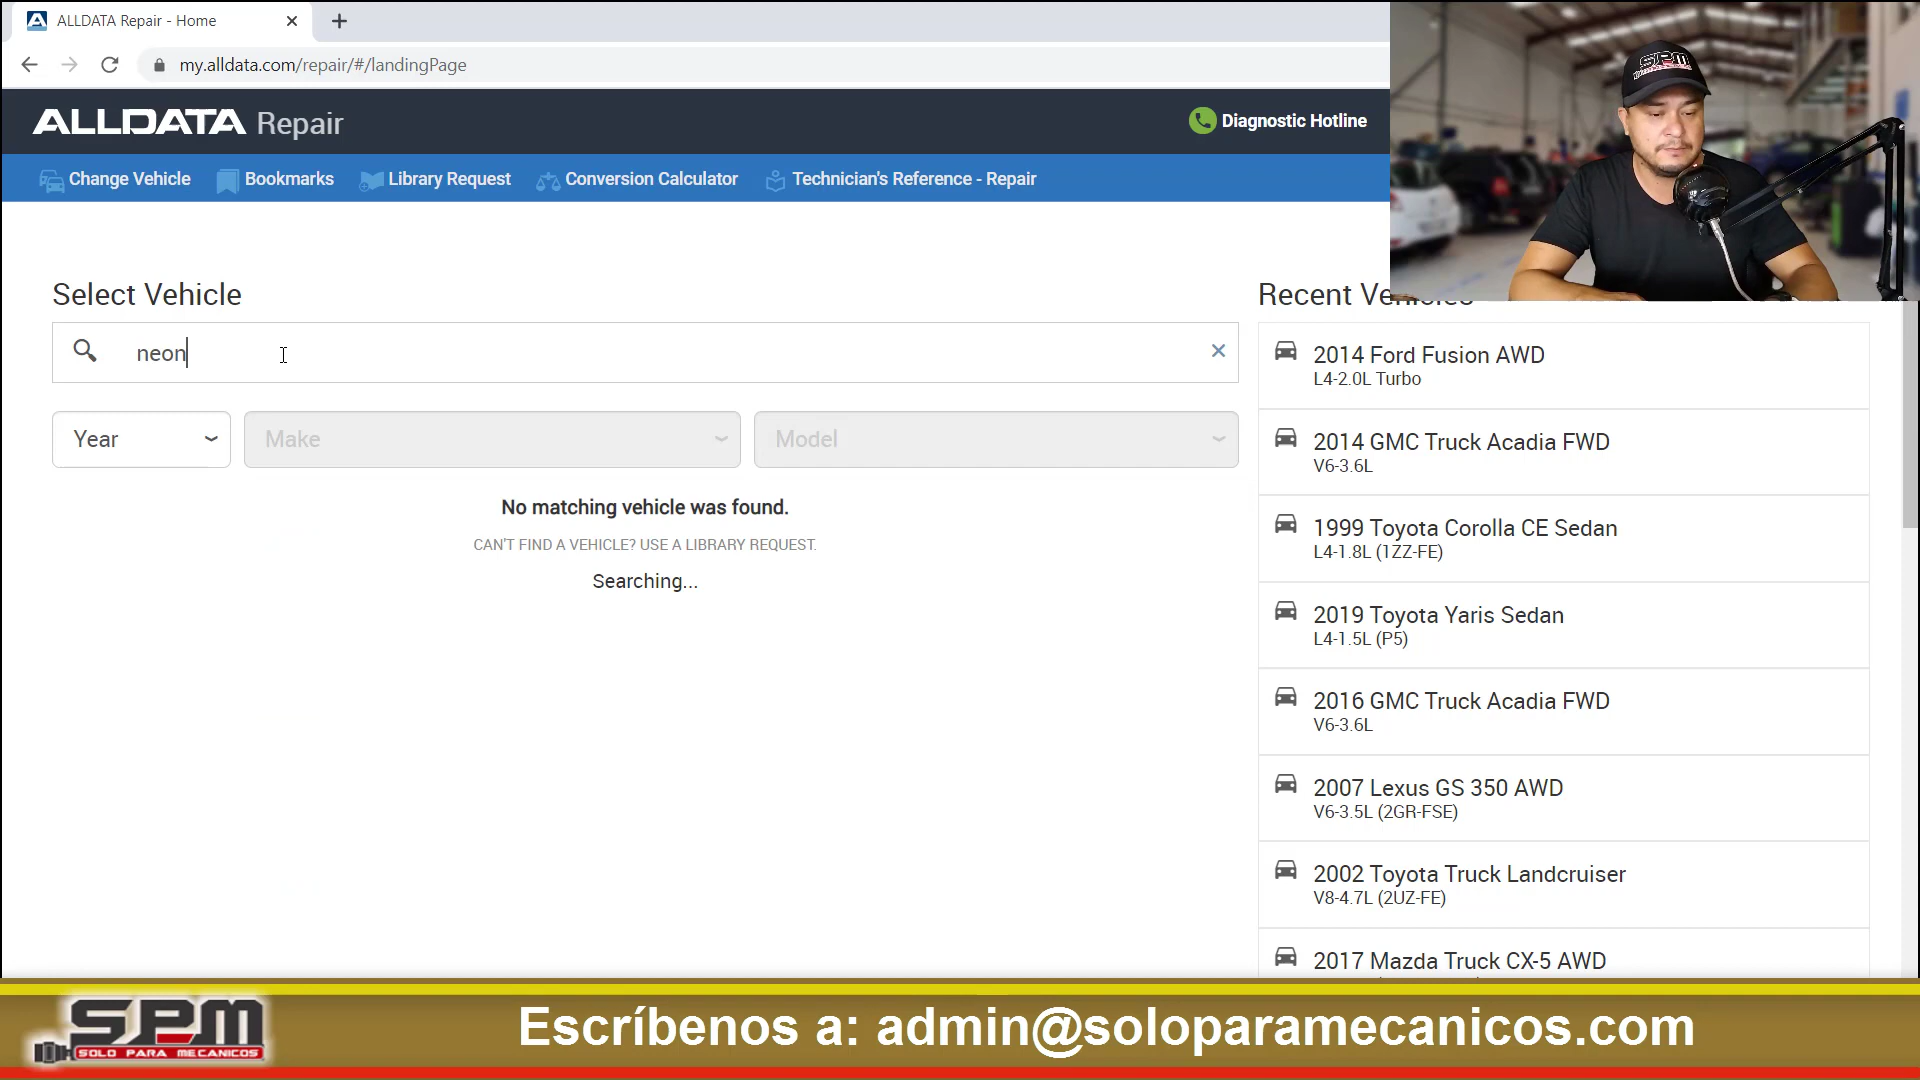 ALLDATA Repair - Home
my.alldata.com/repair/#/landingPage
ALLDATA Repair
Diagnostic Hotline
Change Vehicle
Bookmarks
Library Request
Conversion Calculator
Technician's Reference - Repair
SPM
Select Vehicle
neon
Year
Make
Model
No matching vehicle was found.
CAN'T FIND A VEHICLE? USE A LIBRARY REQUEST.
Searching...
Recent Vehicles
2014 Ford Fusion AWD
L4-2.0L Turbo
2014 GMC Truck Acadia FWD
V6-3.6L
1999 Toyota Corolla CE Sedan
L4-1.8L (1ZZ-FE)
2019 Toyota Yaris Sedan
L4-1.5L (P5)
2016 GMC Truck Acadia FWD
V6-3.6L
2007 Lexus GS 350 AWD
V6-3.5L (2GR-FSE)
2002 Toyota Truck Landcruiser
V8-4.7L (2UZ-FE)
2017 Mazda Truck CX-5 AWD
SPM
SOLO PARA MECANICOS
Escríbenos a: admin@soloparamecanicos.com